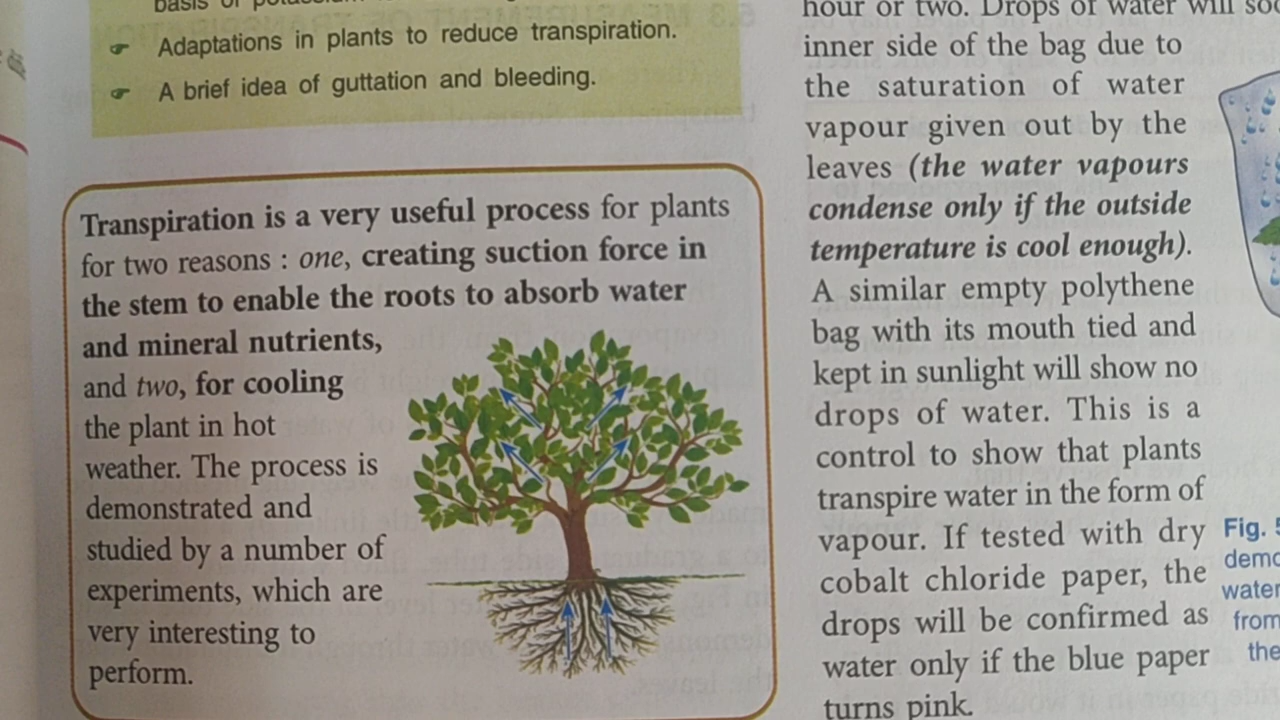 basis of
Adaptations in plants to reduce transpiration.
A brief idea of guttation and bleeding.
Transpiration is a very useful process for plants
for two reasons : one, creating suction force in
the stem to enable the roots to absorb water
and mineral nutrients,
and two, for cooling
the plant in hot
weather. The process is
demonstrated and
studied by a number of
experiments, which are
very interesting to
perform.
hour or two. Drops of water will
inner side of the bag due to
the saturation of water
vapour given out by the
leaves (the water vapours
condense only if the outside
temperature is cool enough).
A similar empty polythene
bag with its mouth tied and
kept in sunlight will show no
drops of water. This is a
control to show that plants
transpire water in the form of
vapour. If tested with dry
cobalt chloride paper, the
drops will be confirmed as
water only if the blue paper
turns pink.
Fig.
water
from
the